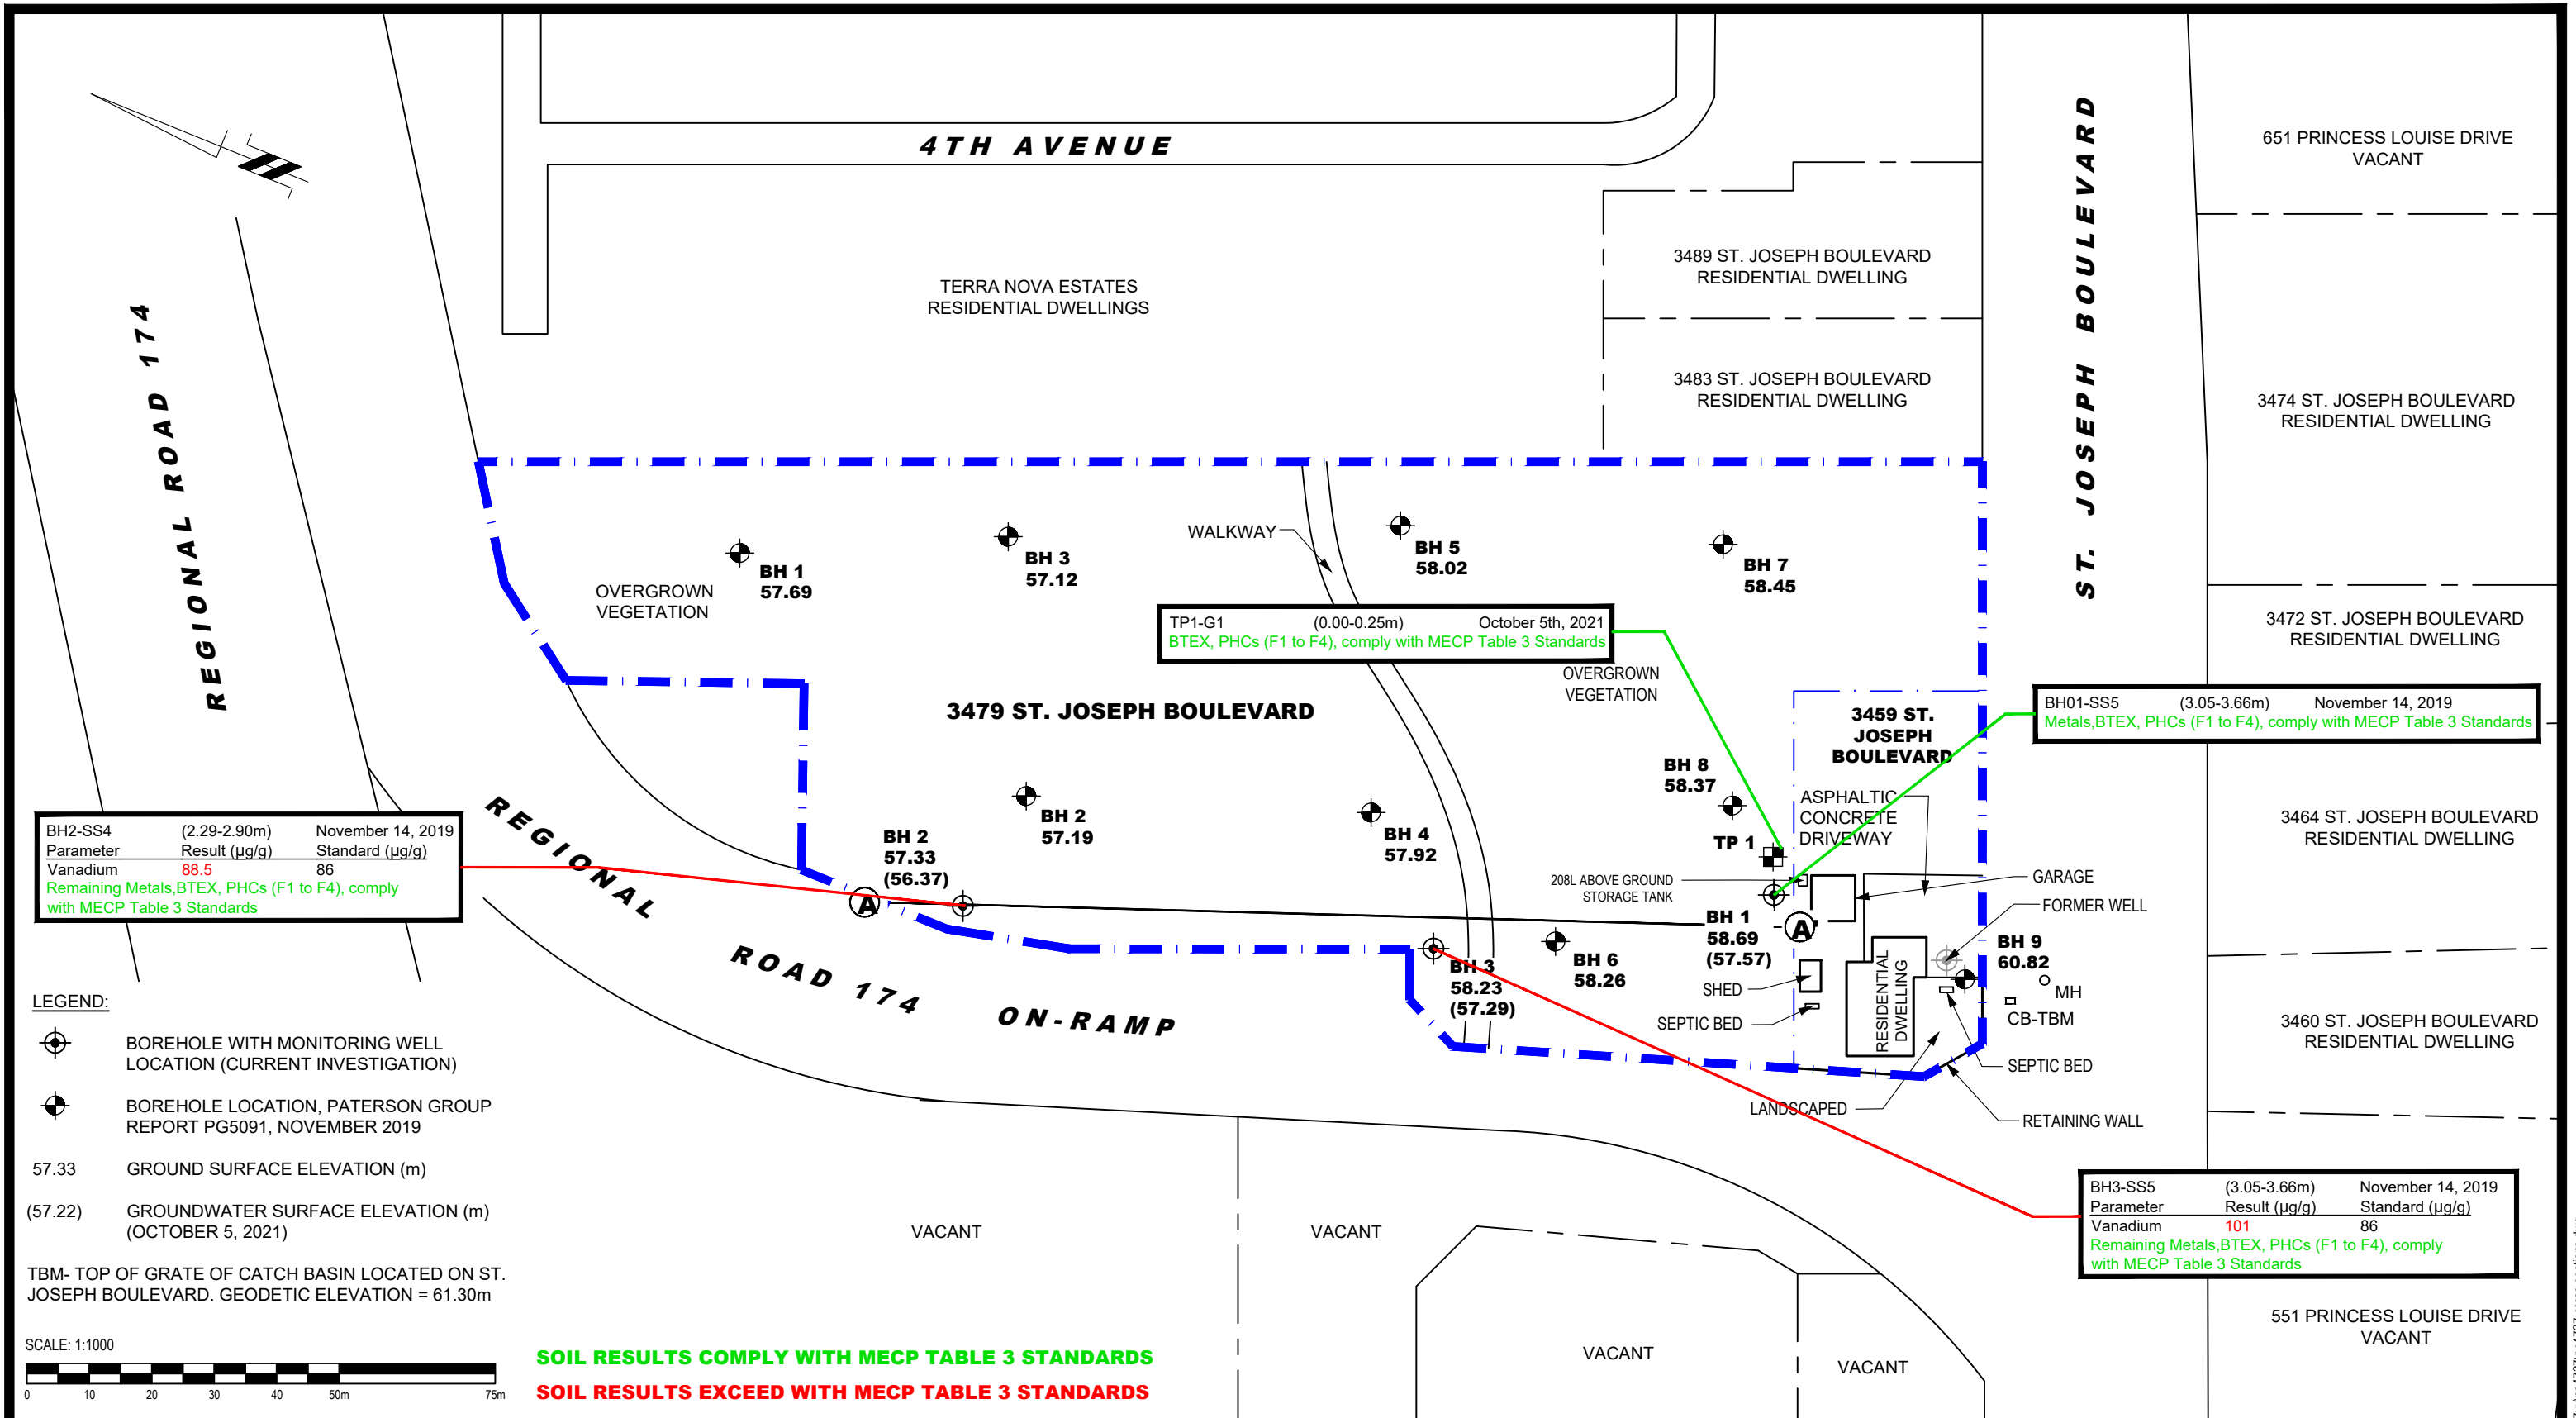 4TH AVENUE
651 PRINCESS LOUISE DRIVE
VACANT
ST. JOSEPH BOULEVARD
REGIONAL ROAD 174
TERRA NOVA ESTATES
RESIDENTIAL DWELLINGS
3489 ST. JOSEPH BOULEVARD
RESIDENTIAL DWELLING
3483 ST. JOSEPH BOULEVARD
RESIDENTIAL DWELLING
3474 ST. JOSEPH BOULEVARD
RESIDENTIAL DWELLING
3472 ST. JOSEPH BOULEVARD
RESIDENTIAL DWELLING
WALKWAY
BH 1
57.69
BH 3
57.12
BH 5
58.02
BH 7
58.45
OVERGROWN
VEGETATION
TP1-G1 (0.00-0.25m) October 5th, 2021
BTEX, PHCs (F1 to F4), comply with MECP Table 3 Standards
OVERGROWN
VEGETATION
3479 ST. JOSEPH BOULEVARD
3459 ST.
JOSEPH
BOULEVARD
BH01-SS5 (3.05-3.66m) November 14, 2019
Metals,BTEX, PHCs (F1 to F4), comply with MECP Table 3 Standards
BH 8
58.37
ASPHALTIC
CONCRETE
DRIVEWAY
TP 1
BH 2
57.19
BH 4
57.92
3464 ST. JOSEPH BOULEVARD
RESIDENTIAL DWELLING
BH2-SS4 (2.29-2.90m) November 14, 2019
Parameter Result (µg/g) Standard (µg/g)
Vanadium 88.5 86
Remaining Metals,BTEX, PHCs (F1 to F4), comply
with MECP Table 3 Standards
REGIONAL ROAD 174 ON-RAMP
BH 2
57.33
(56.37)
A
208L ABOVE GROUND
STORAGE TANK
GARAGE
FORMER WELL
BH 1
58.69
(57.57)
A'
BH 3
58.23
(57.29)
BH 6
58.26
SHED
SEPTIC BED
RESIDENTIAL
DWELLING
BH 9
60.82
MH
CB-TBM
SEPTIC BED
LANDSCAPED
RETAINING WALL
3460 ST. JOSEPH BOULEVARD
RESIDENTIAL DWELLING
LEGEND:
BOREHOLE WITH MONITORING WELL
LOCATION (CURRENT INVESTIGATION)
BOREHOLE LOCATION, PATERSON GROUP
REPORT PG5091, NOVEMBER 2019
57.33 GROUND SURFACE ELEVATION (m)
(57.22) GROUNDWATER SURFACE ELEVATION (m)
(OCTOBER 5, 2021)
TBM- TOP OF GRATE OF CATCH BASIN LOCATED ON ST.
JOSEPH BOULEVARD. GEODETIC ELEVATION = 61.30m
BH3-SS5 (3.05-3.66m) November 14, 2019
Parameter Result (µg/g) Standard (µg/g)
Vanadium 101 86
Remaining Metals,BTEX, PHCs (F1 to F4), comply
with MECP Table 3 Standards
VACANT
VACANT
VACANT
VACANT
551 PRINCESS LOUISE DRIVE
VACANT
SCALE: 1:1000
0 10 20 30 40 50m 75m
SOIL RESULTS COMPLY WITH MECP TABLE 3 STANDARDS
SOIL RESULTS EXCEED WITH MECP TABLE 3 STANDARDS